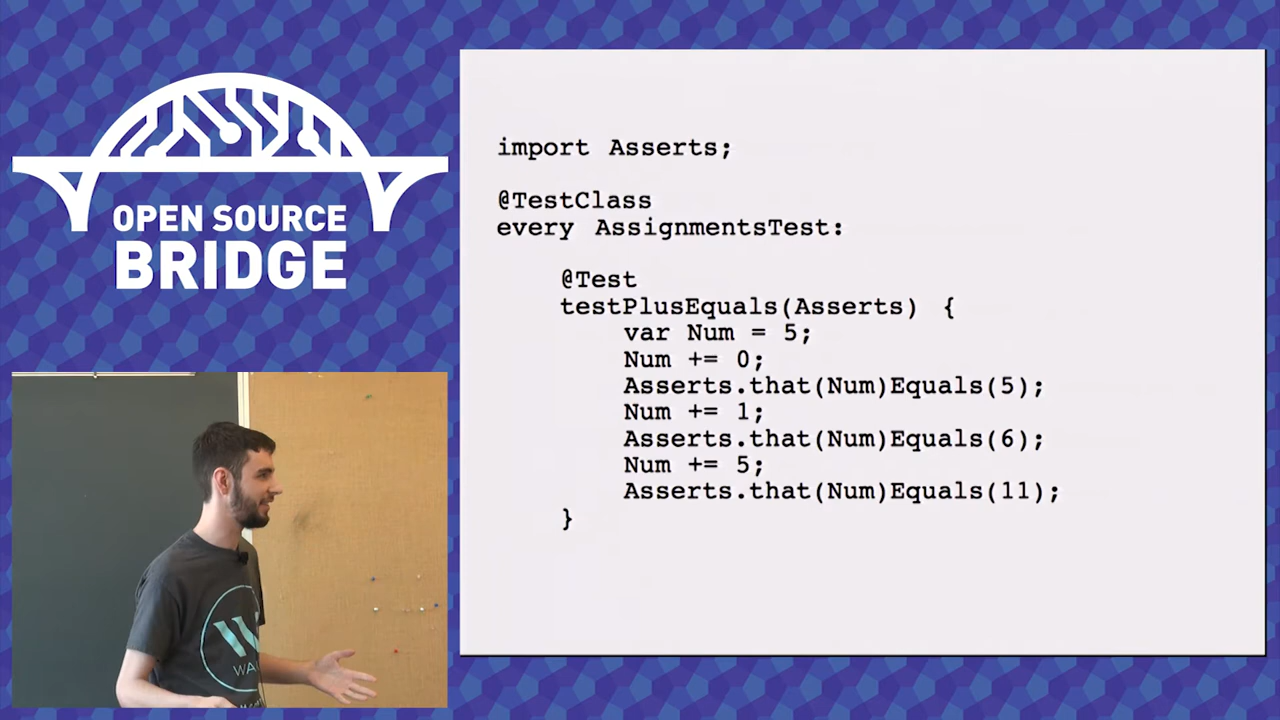 OPEN SOURCE
BRIDGE
import Asserts;
@TestClass
every AssignmentsTest:
@Test
testPlusEquals(Asserts) {
var Num = 5;
Num += 0;
Asserts.that(Num)Equals(5);
Num += 1;
Asserts.that(Num)Equals(6);
Num += 5;
Asserts.that(Num)Equals(11);
}